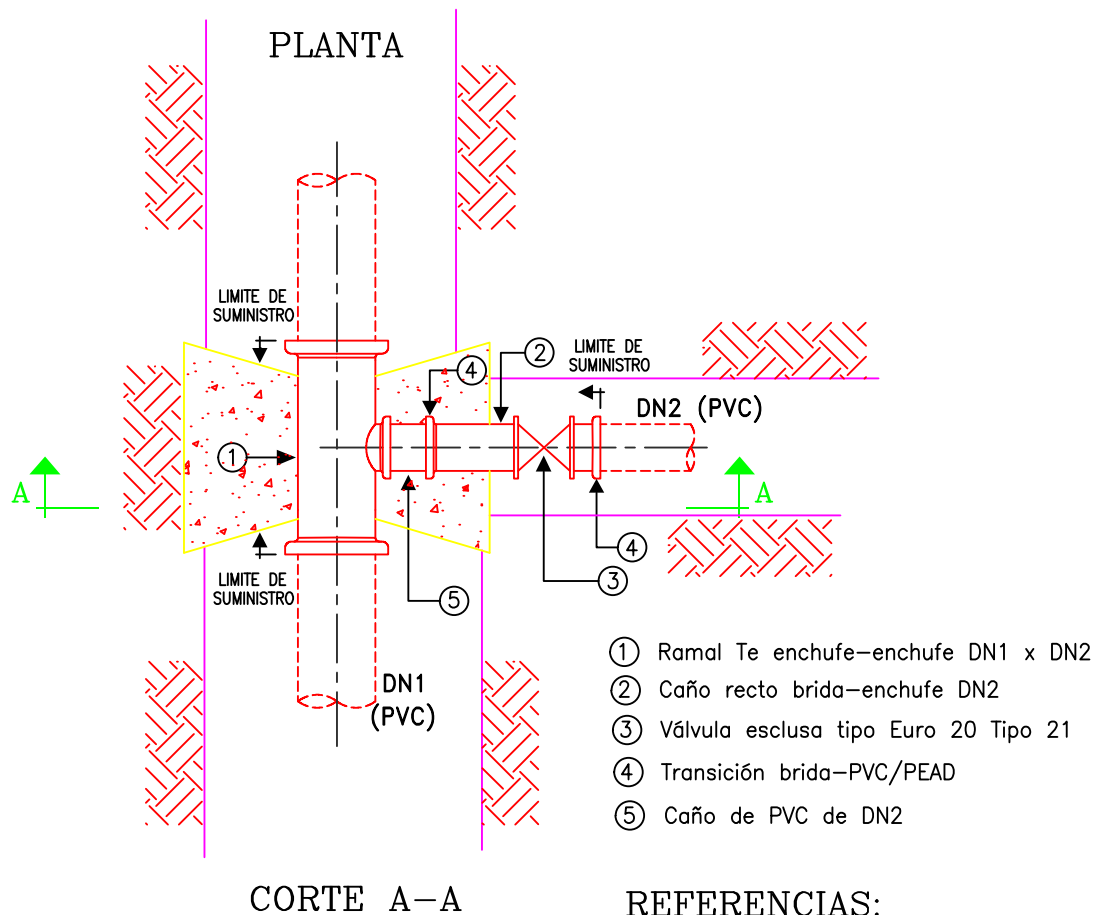 PLANTA
LIMITE DE
SUMINISTRO
2
LIMITE DE
SUMINISTRO
4
DN2 (PVC)
1
A
A
4
3
LIMITE DE
SUMINISTRO
5
DN1
(PVC)
1 Ramal Te enchufe-enchufe DN1 x DN2
2 Caño recto brida-enchufe DN2
3 Válvula esclusa tipo Euro 20 Tipo 21
4 Transición brida-PVC/PEAD
5 Caño de PVC de DN2
CORTE A-A
REFERENCIAS: